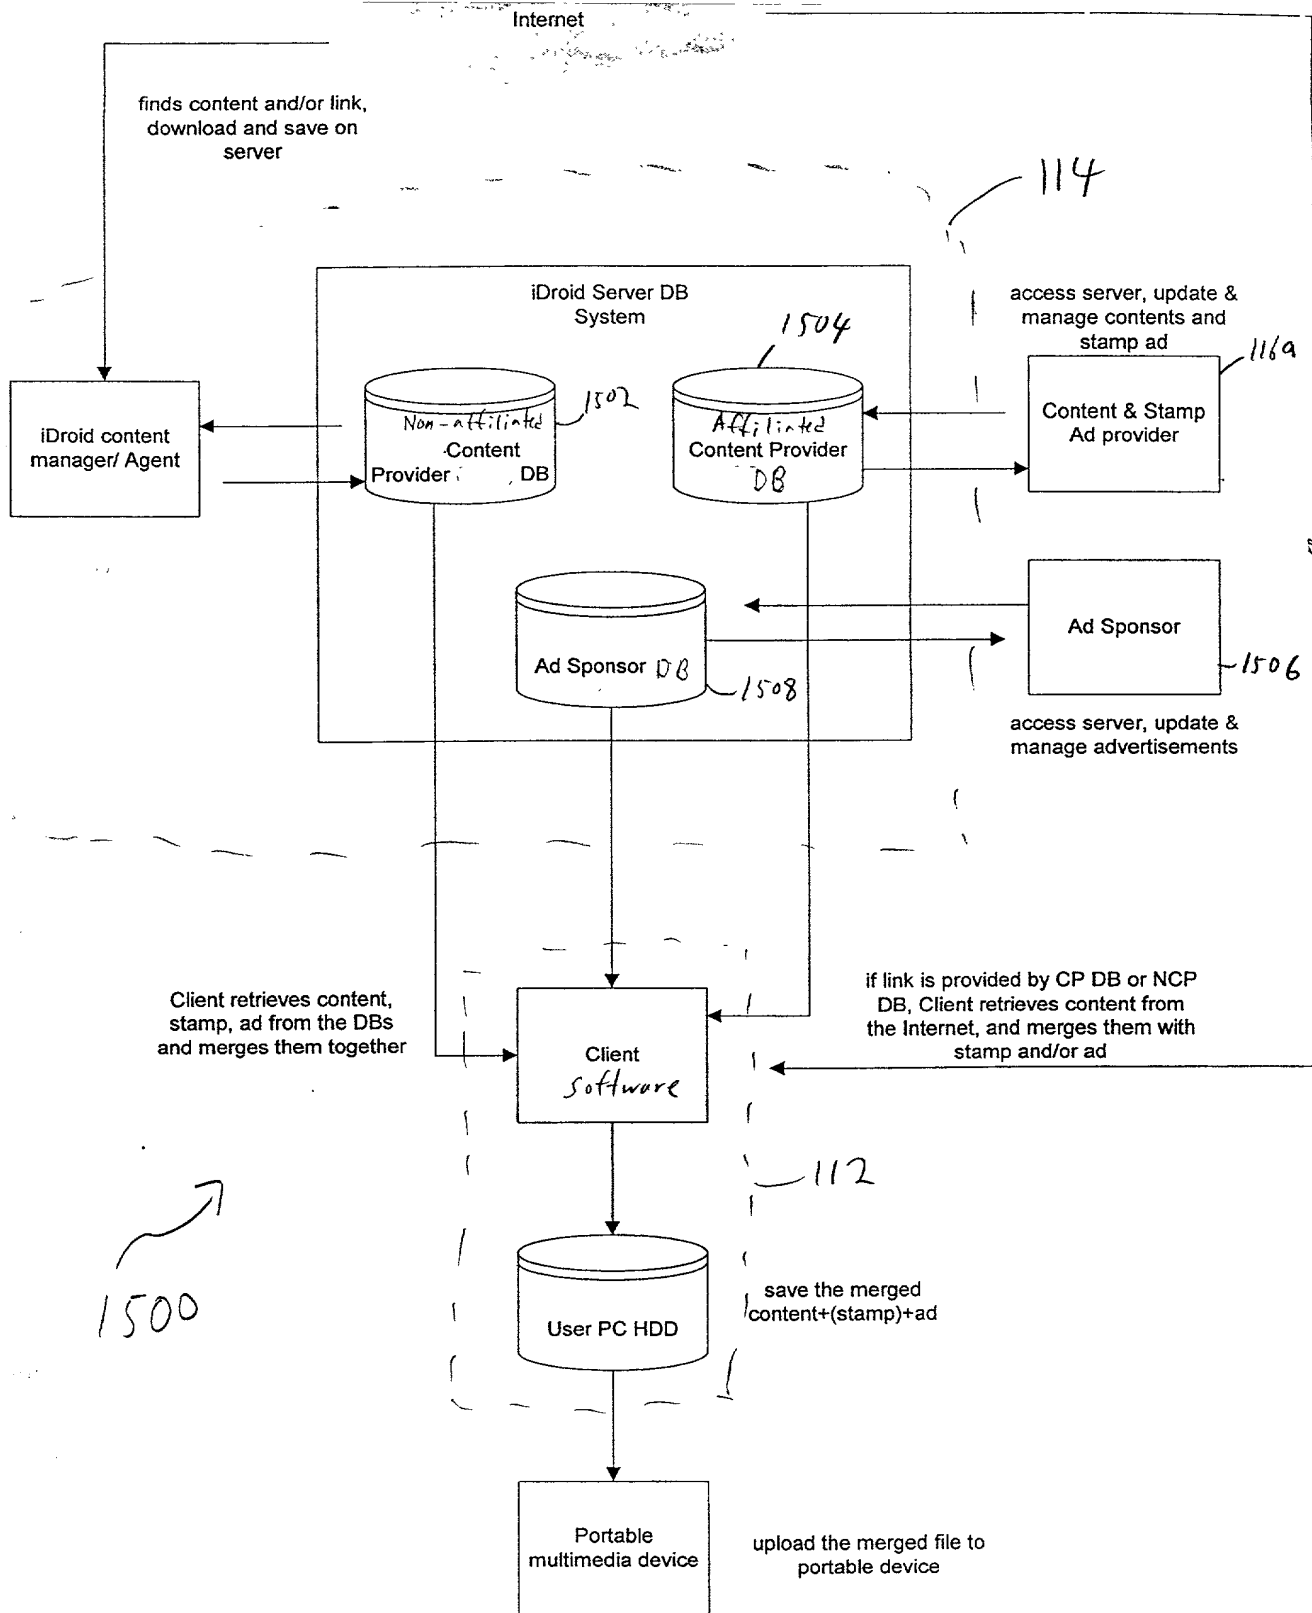 Internet
finds content and/or link,
download and save on
server
114
iDroid Server DB
System
1504
access server, update &
manage contents and
stamp ad
116a
iDroid content
manager/ Agent
Non-affiliated
Content
Provider DB
1502
Affiliated
Content Provider
DB
Content & Stamp
Ad provider
Ad Sponsor DB
1508
Ad Sponsor
1506
access server, update &
manage advertisements
Client retrieves content,
stamp, ad from the DBs
and merges them together
Client
software
if link is provided by CP DB or NCP
DB, Client retrieves content from
the Internet, and merges them with
stamp and/or ad
112
1500
User PC HDD
save the merged
content+(stamp)+ad
Portable
multimedia device
upload the merged file to
portable device